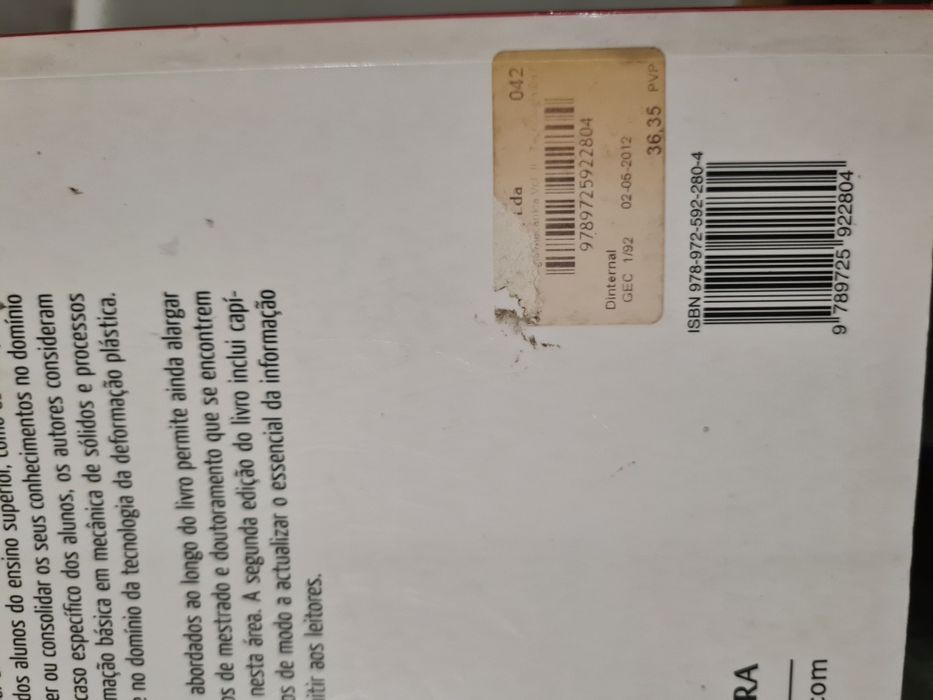 dos alunos do ensino superior,
er ou consolidar os seus conhecimentos no domínio
caso específico dos alunos, os autores consideram
mação básica em mecânica de sólidos e processos
e no domínio da tecnologia da deformação plástica.
abordados ao longo do livro permite ainda alargar
os de mestrado e doutoramento que se encontrem
nesta área. A segunda edição do livro inclui capí-
os de modo a actualizar o essencial da informação
itir aos leitores.
Lda 042
9789725922804
Dinternal
GEC 1/92 02-05-2012
36,35 PVP
ISBN 978-972-592-280-4
9 789725 922804
RA
com